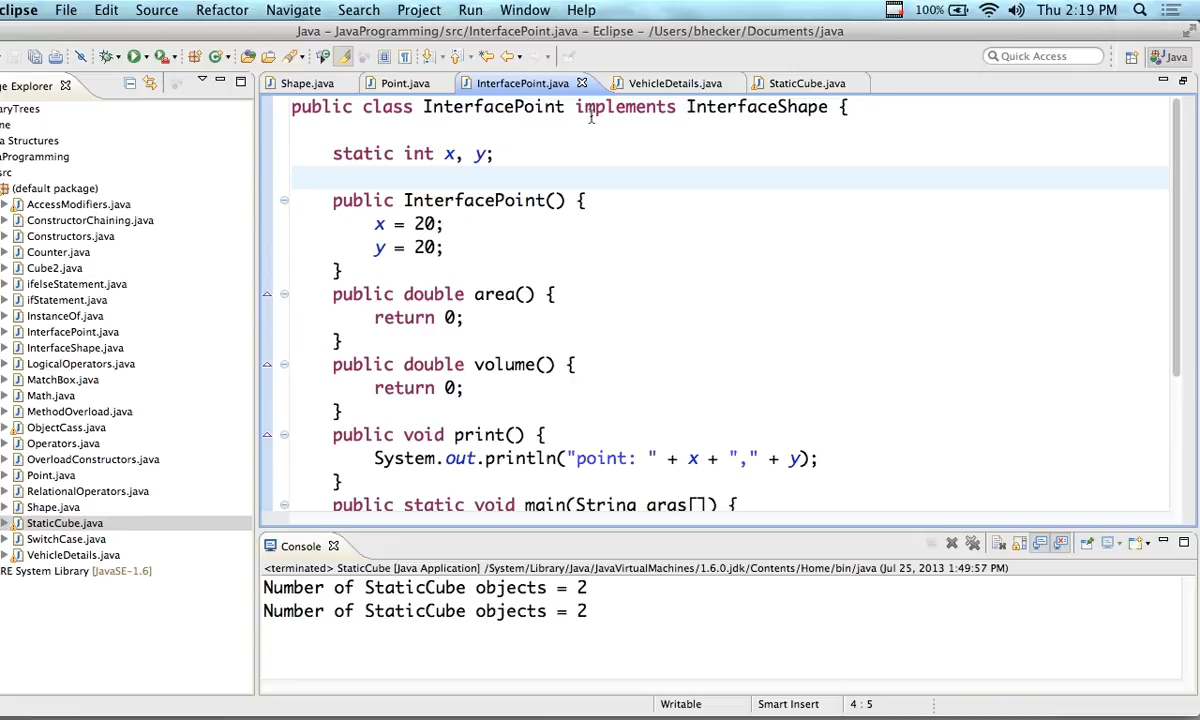 clipse File Edit Source Refactor Navigate Search Project Run Window Help 100% Thu 2:19 PM
Java – JavaProgramming/src/InterfacePoint.java – Eclipse – /Users/bhecker/Documents/java
Quick Access Java
ge Explorer Shape.java Point.java InterfacePoint.java VehicleDetails.java StaticCube.java
aryTrees
ne
a Structures
aProgramming
src
(default package)
AccessModifiers.java
ConstructorChaining.java
Constructors.java
Counter.java
Cube2.java
ifelseStatement.java
ifStatement.java
InstanceOf.java
InterfacePoint.java
InterfaceShape.java
LogicalOperators.java
MatchBox.java
Math.java
MethodOverload.java
ObjectCass.java
Operators.java
OverloadConstructors.java
Point.java
RelationalOperators.java
Shape.java
StaticCube.java
SwitchCase.java
VehicleDetails.java
RE System Library [JavaSE-1.6]
public class InterfacePoint implements InterfaceShape {
static int x, y;
public InterfacePoint() {
x = 20;
y = 20;
}
public double area() {
return 0;
}
public double volume() {
return 0;
}
public void print() {
System.out.println("point: " + x + "," + y);
}
public static void main(String args[]) {
Console
<terminated> StaticCube [Java Application] /System/Library/Java/JavaVirtualMachines/1.6.0.jdk/Contents/Home/bin/java (Jul 25, 2013 1:49:57 PM)
Number of StaticCube objects = 2
Number of StaticCube objects = 2
Writable Smart Insert 4 : 5